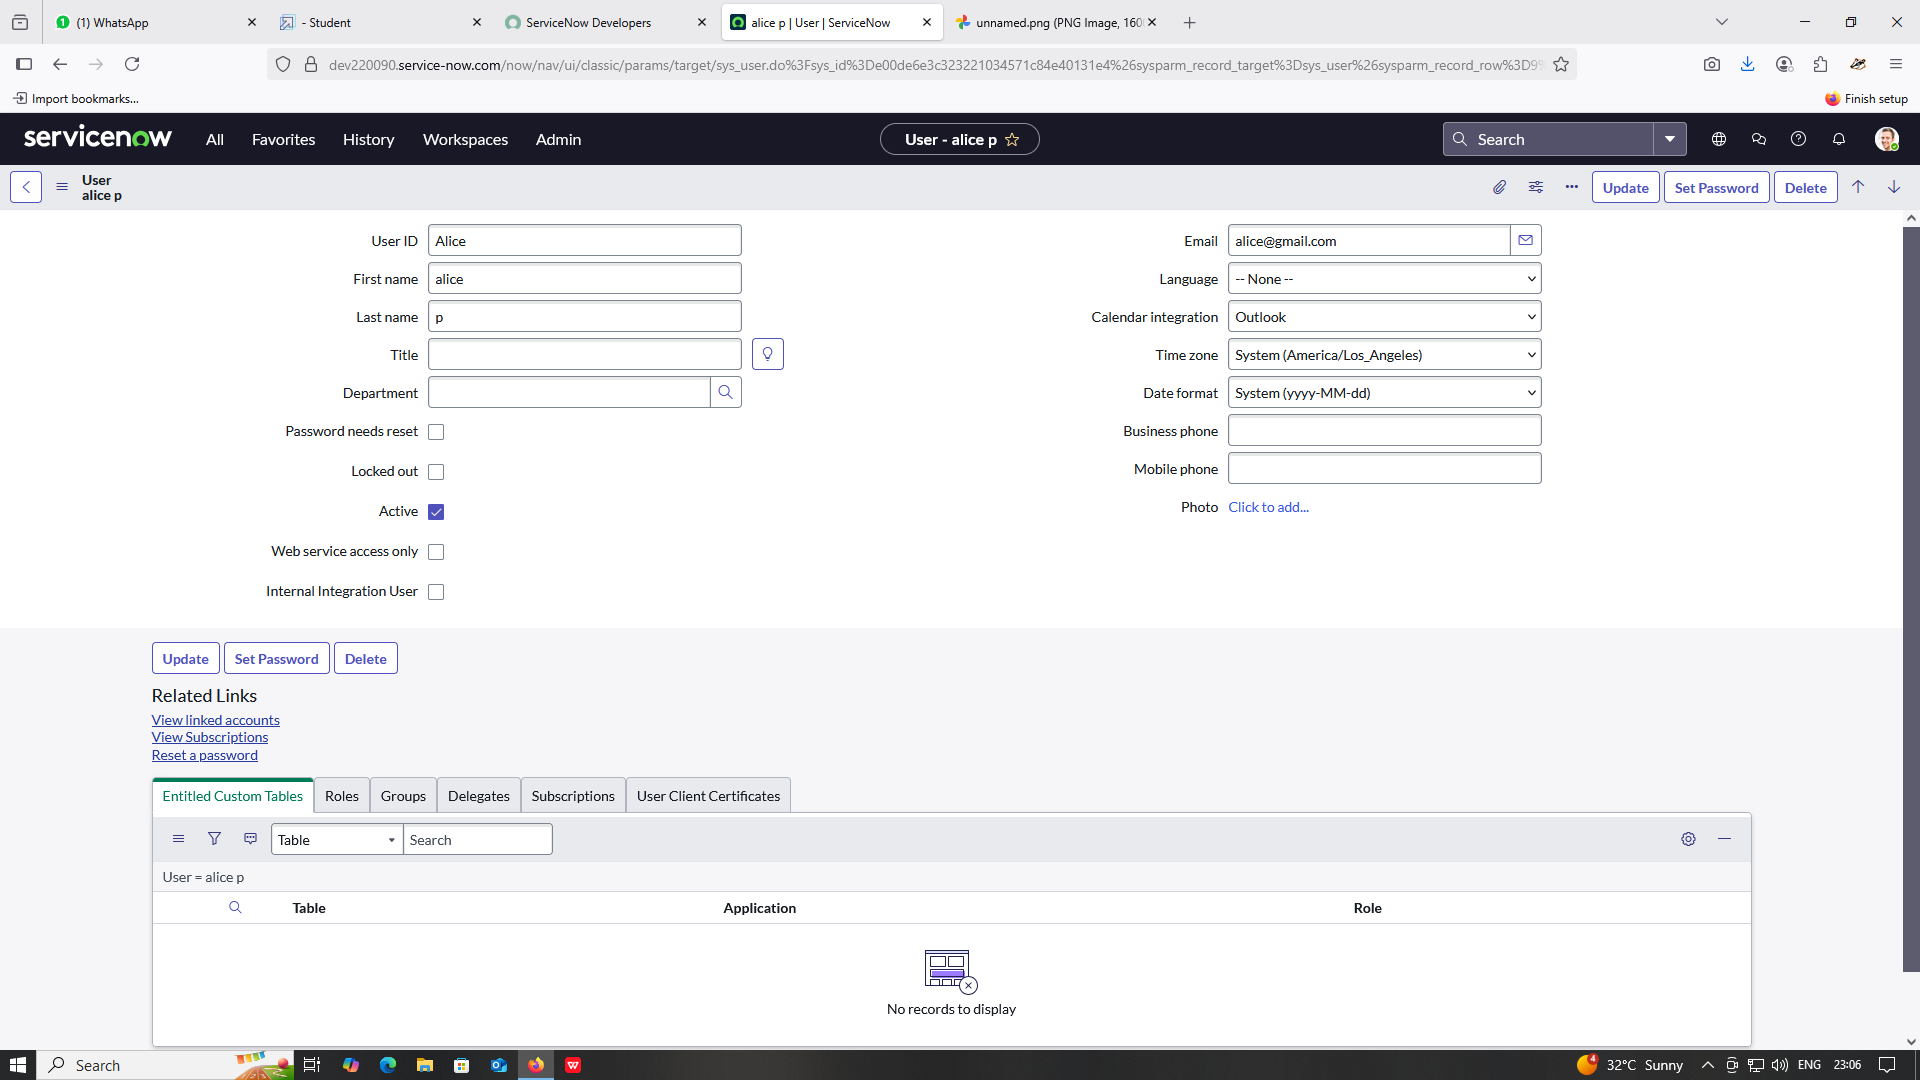 (1) WhatsApp
- Student
ServiceNow Developers
alice p | User | ServiceNow
unnamed.png (PNG Image, 160
dev220090.service-now.com/now/nav/ui/classic/params/target/sys_user.do%3Fsys_id%3De00de6e3c323221034571c84e40131e4%26sysparm_record_target%3Dsys_user%26sysparm_record_row%3D9%
Import bookmarks...
Finish setup
servicenow
All
Favorites
History
Workspaces
Admin
User - alice p
Search
User
alice p
Update
Set Password
Delete
User ID
Alice
First name
alice
Last name
p
Title
Department
Password needs reset
Locked out
Active
Web service access only
Internal Integration User
Email
alice@gmail.com
Language
-- None --
Calendar integration
Outlook
Time zone
System (America/Los_Angeles)
Date format
System (yyyy-MM-dd)
Business phone
Mobile phone
Photo
Click to add...
Update
Set Password
Delete
Related Links
View linked accounts
View Subscriptions
Reset a password
Entitled Custom Tables
Roles
Groups
Delegates
Subscriptions
User Client Certificates
Table
Search
User = alice p
Table
Application
Role
No records to display
Search
4
32°C Sunny
ENG
23:06